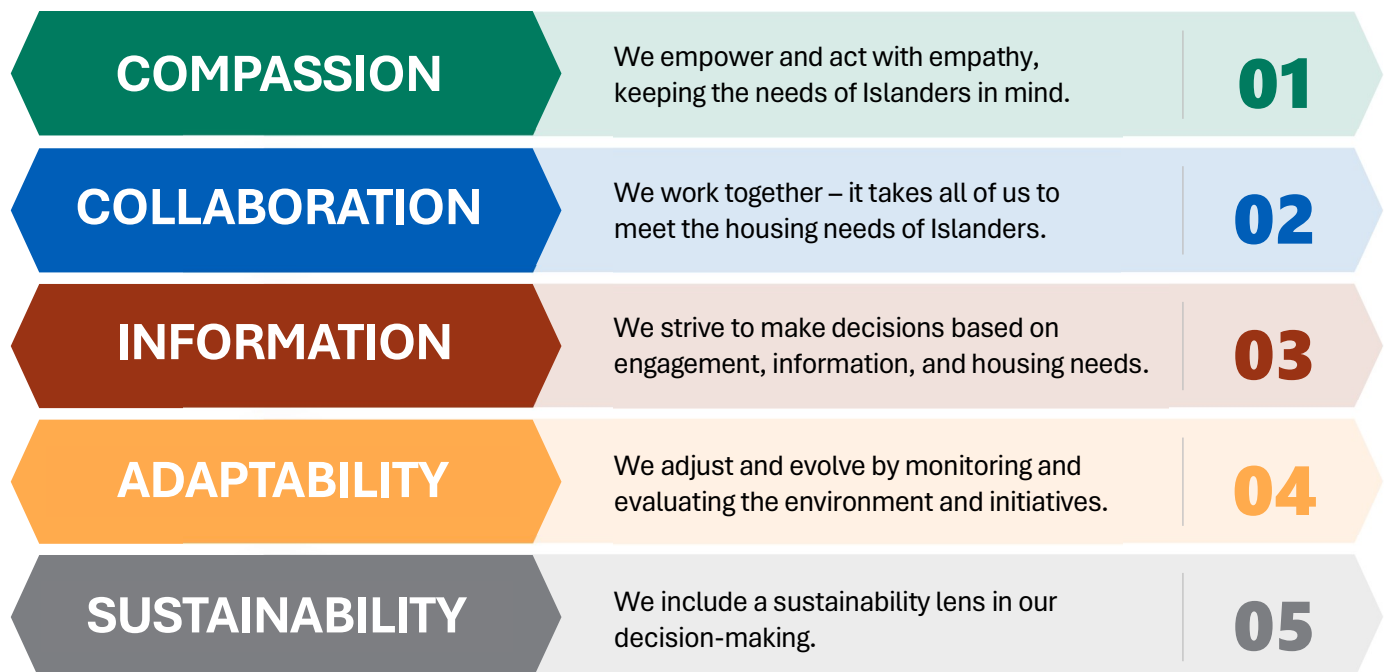 COMPASSION
We empower and act with empathy,
keeping the needs of Islanders in mind.
01
COLLABORATION
We work together – it takes all of us to
meet the housing needs of Islanders.
02
INFORMATION
We strive to make decisions based on
engagement, information, and housing needs.
03
ADAPTABILITY
We adjust and evolve by monitoring and
evaluating the environment and initiatives.
04
SUSTAINABILITY
We include a sustainability lens in our
decision-making.
05